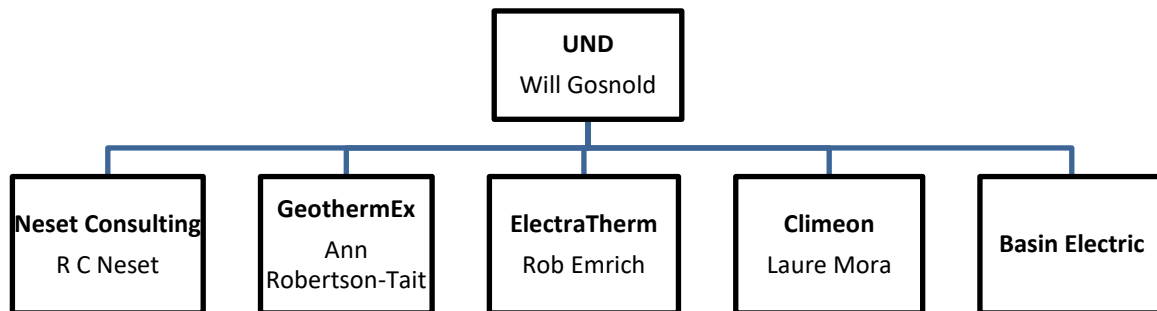 UND
Will Gosnold
Neset Consulting
R C Neset
GeothermEx
Ann
Robertson-Tait
ElectraTherm
Rob Emrich
Climeon
Laure Mora
Basin Electric